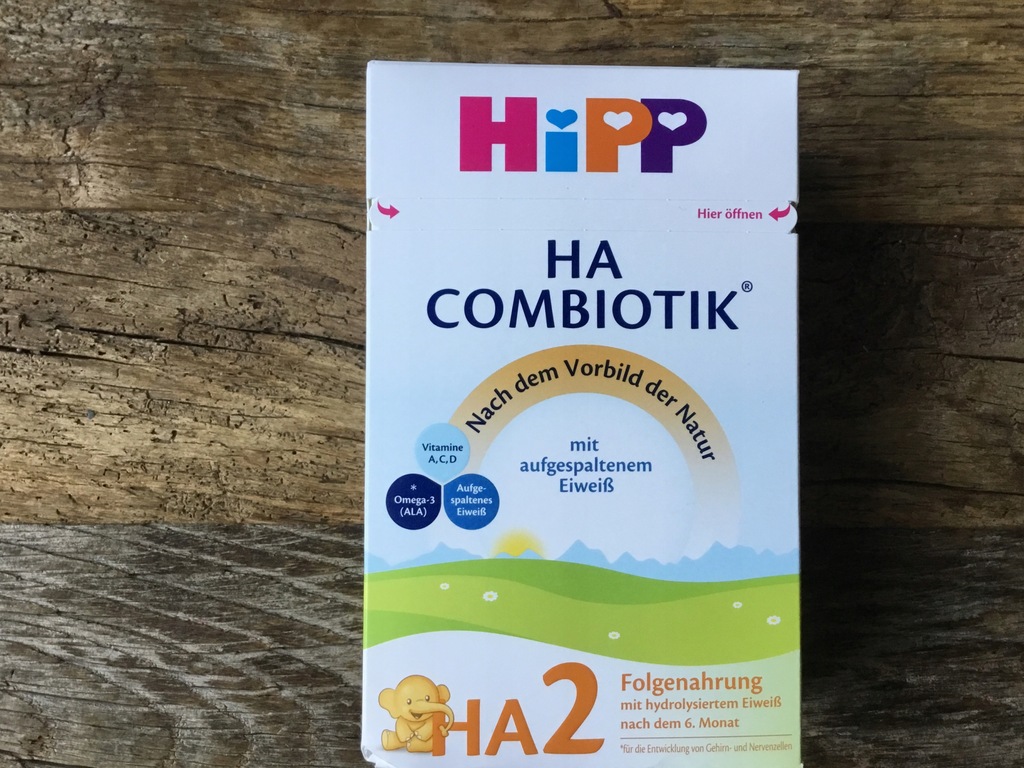 HiPP
Hier öffnen
HA
COMBIOTIK®
Nach dem Vorbild der Natur
mit
aufgespaltenem
Eiweiß
Vitamine
A, C, D
*
Omega-3
(ALA)
Aufge-
spaltenes
Eiweiß
HA2
Folgenahrung
mit hydrolysiertem Eiweiß
nach dem 6. Monat
*für die Entwicklung von Gehirn- und Nervenzellen